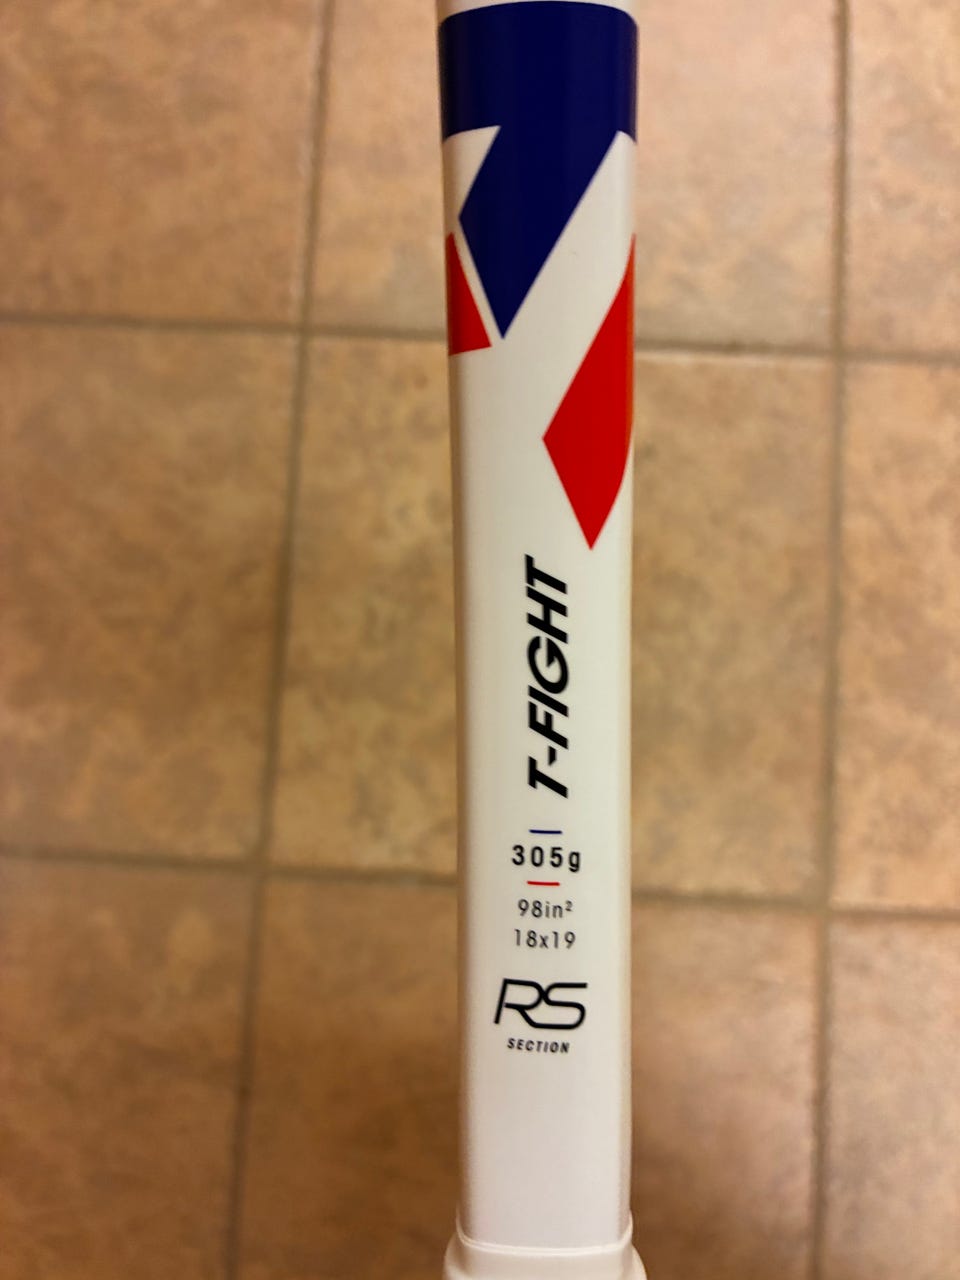 T-FIGHT
305g
98in²
18x19
RS
SECTION